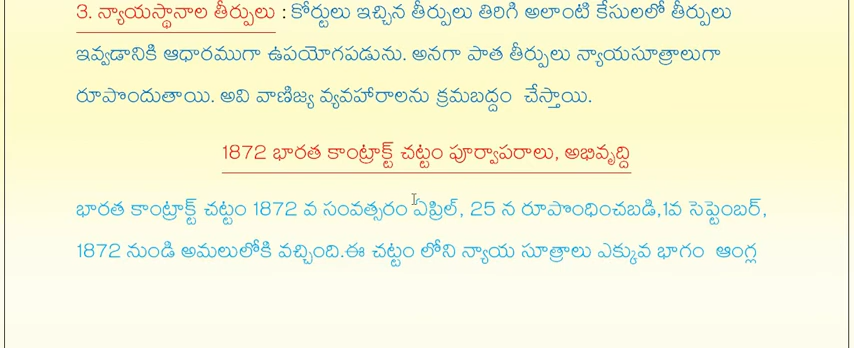 3. న్యాయస్థానాల తీర్పులు : కోర్టులు ఇచ్చిన తీర్పులు తిరిగి అలాంటి కేసులలో తీర్పులు
ఇవ్వడానికి ఆధారముగా ఉపయోగపడును. అనగా పాత తీర్పులు న్యాయసూత్రాలుగా
రూపొందుతాయి. అవి వాణిజ్య వ్యవహారాలను క్రమబద్దం చేస్తాయి.
1872 భారత కాంట్రాక్ట్ చట్టం పూర్వాపరాలు, అభివృద్ది
భారత కాంట్రాక్ట్ చట్టం 1872 వ సంవత్సరం ఏప్రిల్, 25 న రూపొంధించబడి,1వ సెప్టెంబర్,
1872 నుండి అమలులోకి వచ్చింది.ఈ చట్టం లోని న్యాయ సూత్రాలు ఎక్కువ భాగం ఆంగ్ల